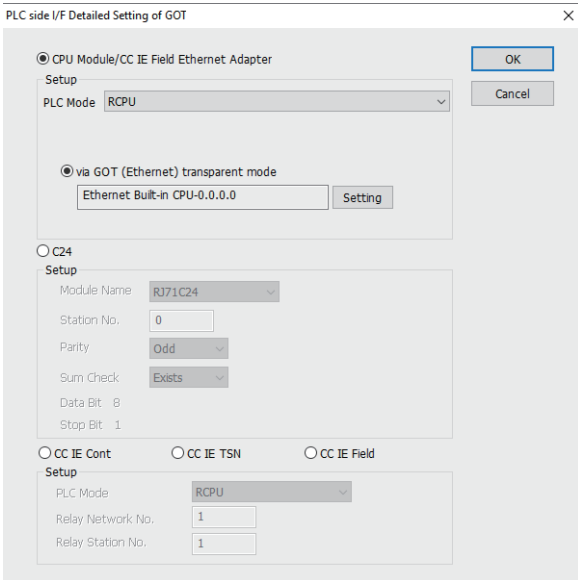 PLC side I/F Detailed Setting of GOT
CPU Module/CC IE Field Ethernet Adapter
OK
Setup
PLC Mode RCPU
Cancel
via GOT (Ethernet) transparent mode
Ethernet Built-in CPU-0.0.0.0 Setting
C24
Setup
Module Name RJ71C24
Station No. 0
Parity Odd
Sum Check Exists
Data Bit 8
Stop Bit 1
CC IE Cont CC IE TSN CC IE Field
Setup
PLC Mode RCPU
Relay Network No. 1
Relay Station No. 1